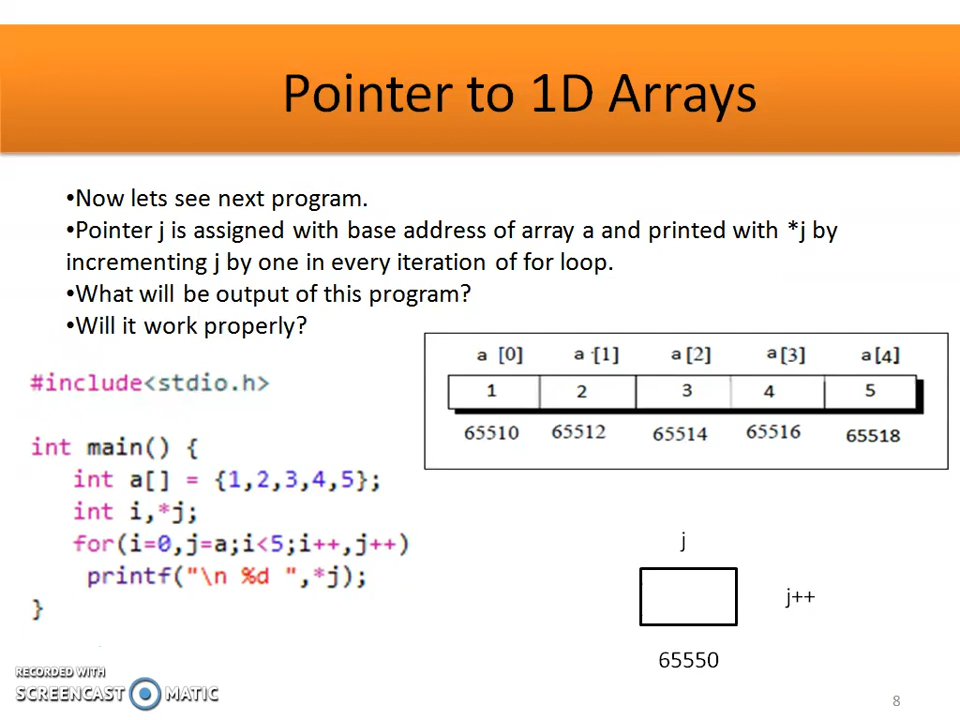 Pointer to 1D Arrays
•Now lets see next program.
•Pointer j is assigned with base address of array a and printed with *j by
incrementing j by one in every iteration of for loop.
•What will be output of this program?
•Will it work properly?
a [0] a [1] a [2] a [3] a [4]
1 2 3 4 5
65510 65512 65514 65516 65518
#include<stdio.h>
int main() {
int a[] = {1,2,3,4,5};
int i,*j;
for(i=0,j=a;i<5;i++,j++)
printf("\n %d ",*j);
}
j
j++
65550
RECORDED WITH
SCREENCAST MATIC
8